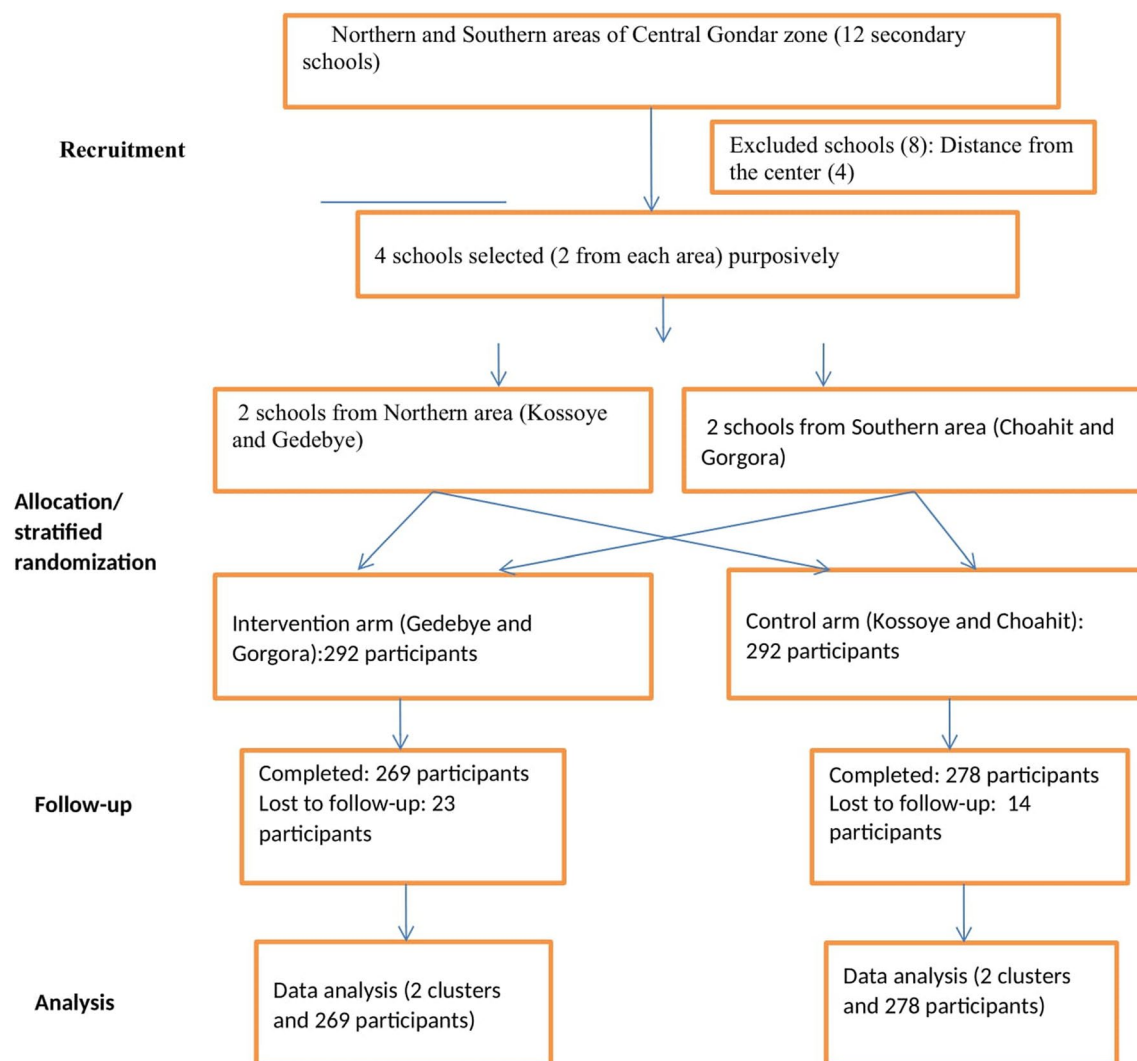 Northern and Southern areas of Central Gondar zone (12 secondary
schools)
Recruitment
Excluded schools (8): Distance from
the center (4)
4 schools selected (2 from each area) purposively
2 schools from Northern area (Kossoye
and Gedebye)
2 schools from Southern area (Choahit and
Gorgora)
Allocation/
stratified
randomization
Intervention arm (Gedebye and
Gorgora):292 participants
Control arm (Kossoye and Choahit):
292 participants
Follow-up
Completed: 269 participants
Lost to follow-up: 23
participants
Completed: 278 participants
Lost to follow-up:  14
participants
Analysis
Data analysis (2 clusters
and 269 participants)
Data analysis (2 clusters
and 278 participants)